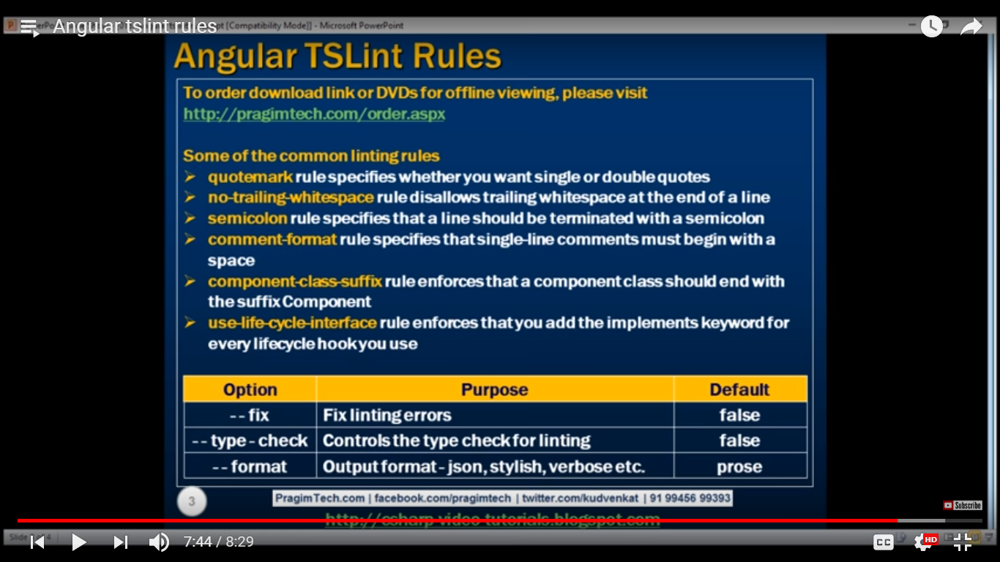 Angular tslint rules
pt [Compatibility Mode]] - Microsoft PowerPoint
Angular TSLint Rules
To order download link or DVDs for offline viewing, please visit
http://pragimtech.com/order.aspx
Some of the common linting rules
quotemark rule specifies whether you want single or double quotes
no-trailing-whitespace rule disallows trailing whitespace at the end of a line
semicolon rule specifies that a line should be terminated with a semicolon
comment-format rule specifies that single-line comments must begin with a
space
component-class-suffix rule enforces that a component class should end with
the suffix Component
use-life-cycle-interface rule enforces that you add the implements keyword for
every lifecycle hook you use
Option Purpose Default
-- fix Fix linting errors false
-- type - check Controls the type check for linting false
-- format Output format - json, stylish, verbose etc. prose
3
PragimTech.com | facebook.com/pragimtech | twitter.com/kudvenkat | 91 99456 99393
Subscribe
http://csharp-video-tutorials.blogspot.com
7:44 / 8:29
CC
HD